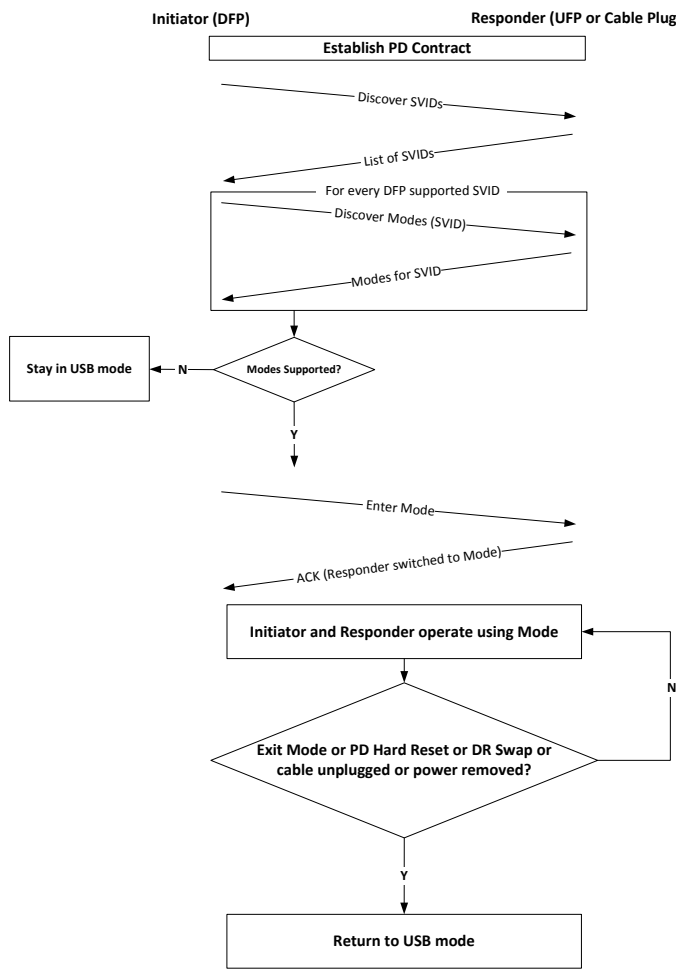 Initiator (DFP)
Responder (UFP or Cable Plug
Establish PD Contract
Discover SVIDs
List of SVIDs
For every DFP supported SVID
Discover Modes (SVID)
Modes for SVID
Modes Supported?
N
Stay in USB mode
Y
Enter Mode
ACK (Responder switched to Mode)
Initiator and Responder operate using Mode
N
Exit Mode or PD Hard Reset or DR Swap or
cable unplugged or power removed?
Y
Return to USB mode